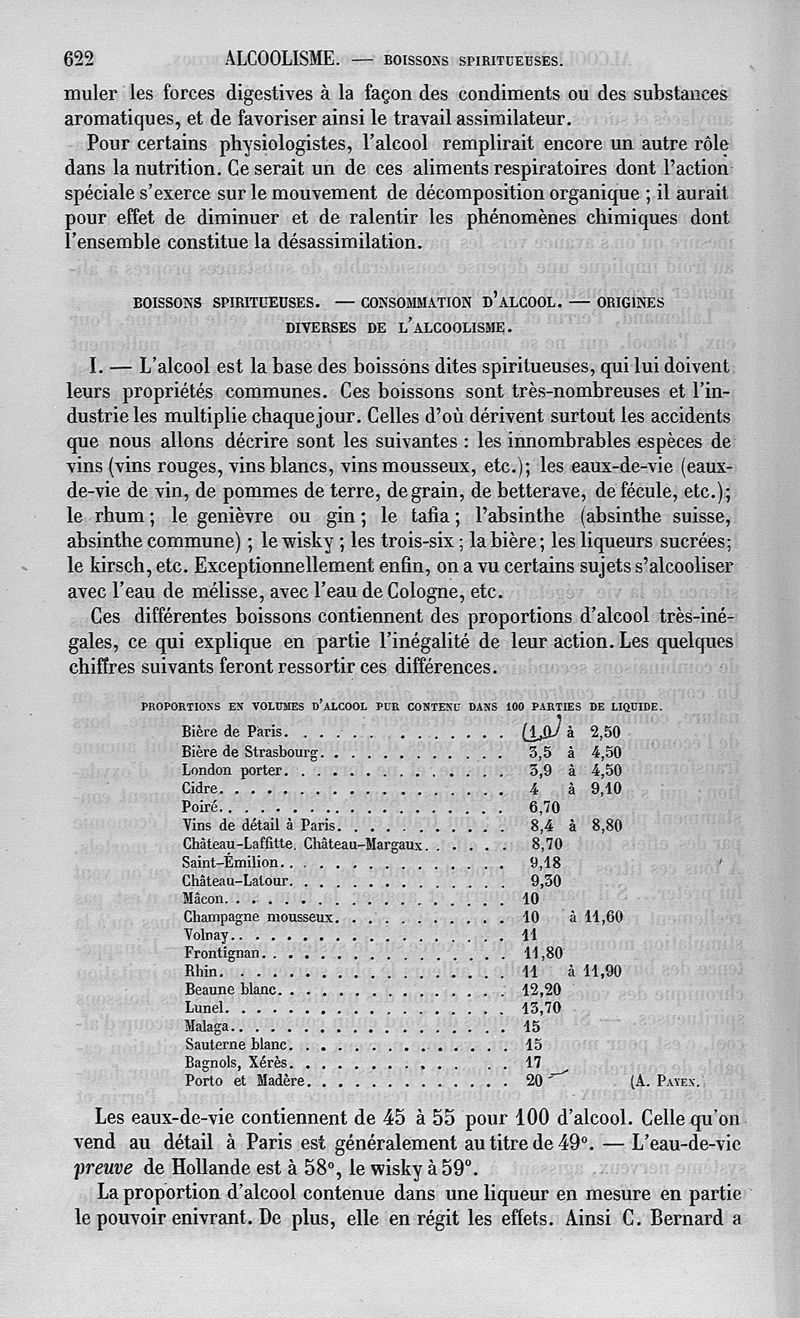 622 ALCOOLISME. — BOISSONS SPIRITUEUSES.
muler les forces digestives à la façon des condiments ou des substances
aromatiques, et de favoriser ainsi le travail assimilateur.
Pour certains physiologistes, l'alcool remplirait encore un autre rôle
dans la nutrition. Ce serait un de ces aliments respiratoires dont l'action
spéciale s'exerce sur le mouvement de décomposition organique ; il aurait
pour effet de diminuer et de ralentir les phénomènes chimiques dont
l'ensemble constitue la désassimilation.
BOISSONS SPIRITUEUSES. — CONSOMMATION D'ALCOOL. — ORIGINES
DIVERSES DE L'ALCOOLISME.
I. — L'alcool est la base des boissons dites spiritueuses, qui lui doivent
leurs propriétés communes. Ces boissons sont très-nombreuses et l'in-
dustrie les multiplie chaque jour. Celles d'où dérivent surtout les accidents
que nous allons décrire sont les suivantes : les innombrables espèces de
vins (vins rouges, vins blancs, vins mousseux, etc.); les eaux-de-vie (eaux-
de-vie de vin, de pommes de terre, de grain, de betterave, de fécule, etc.);
le rhum ; le genièvre ou gin ; le tafia ; l'absinthe (absinthe suisse,
absinthe commune) ; le wisky ; les trois-six ; la bière ; les liqueurs sucrées;
le kirsch, etc. Exceptionnellement enfin, on a vu certains sujets s'alcooliser
avec l'eau de mélisse, avec l'eau de Cologne, etc.
Ces différentes boissons contiennent des proportions d'alcool très-iné-
gales, ce qui explique en partie l'inégalité de leur action. Les quelques
chiffres suivants feront ressortir ces différences.
PROPORTIONS EN VOLUMES D'ALCOOL PUR CONTENU DANS 100 PARTIES DE LIQUIDE.
Bière de Paris. . . . . . . . . . . . . . (1,0) à 2,50
Bière de Strasbourg. . . . . . . . . . . . 3,5 à 4,50
London porter. . . . . . . . . . . . . . 3,9 à 4,50
Cidre. . . . . . . . . . . . . . . . . . 4 à 9,10
Poiré. . . . . . . . . . . . . . . . . . 6,70
Vins de détail à Paris. . . . . . . . . . . 8,4 à 8,80
Château-Laffitte, Château-Margaux. . . . . . 8,70
Saint-Émilion. . . . . . . . . . . . . . . 9,18
Château-Latour. . . . . . . . . . . . . . 9,30
Mâcon. . . . . . . . . . . . . . . . . . 10
Champagne mousseux. . . . . . . . . . . 10 à 11,60
Volnay. . . . . . . . . . . . . . . . . . 11
Frontignan. . . . . . . . . . . . . . . . 11,80
Rhin. . . . . . . . . . . . . . . . . . 11 à 11,90
Beaune blanc. . . . . . . . . . . . . . . 12,20
Lunel. . . . . . . . . . . . . . . . . . 13,70
Malaga. . . . . . . . . . . . . . . . . . 15
Sauterne blanc. . . . . . . . . . . . . . 15
Bagnols, Xérès. . . . . . . . . . . . . . 17
Porto et Madère. . . . . . . . . . . . . 20 (A. PAYEN.)
Les eaux-de-vie contiennent de 45 à 55 pour 100 d'alcool. Celle qu'on
vend au détail à Paris est généralement au titre de 49°. — L'eau-de-vie
preuve de Hollande est à 58°, le wisky à 59°.
La proportion d'alcool contenue dans une liqueur en mesure en partie
le pouvoir enivrant. De plus, elle en régit les effets. Ainsi C. Bernard a